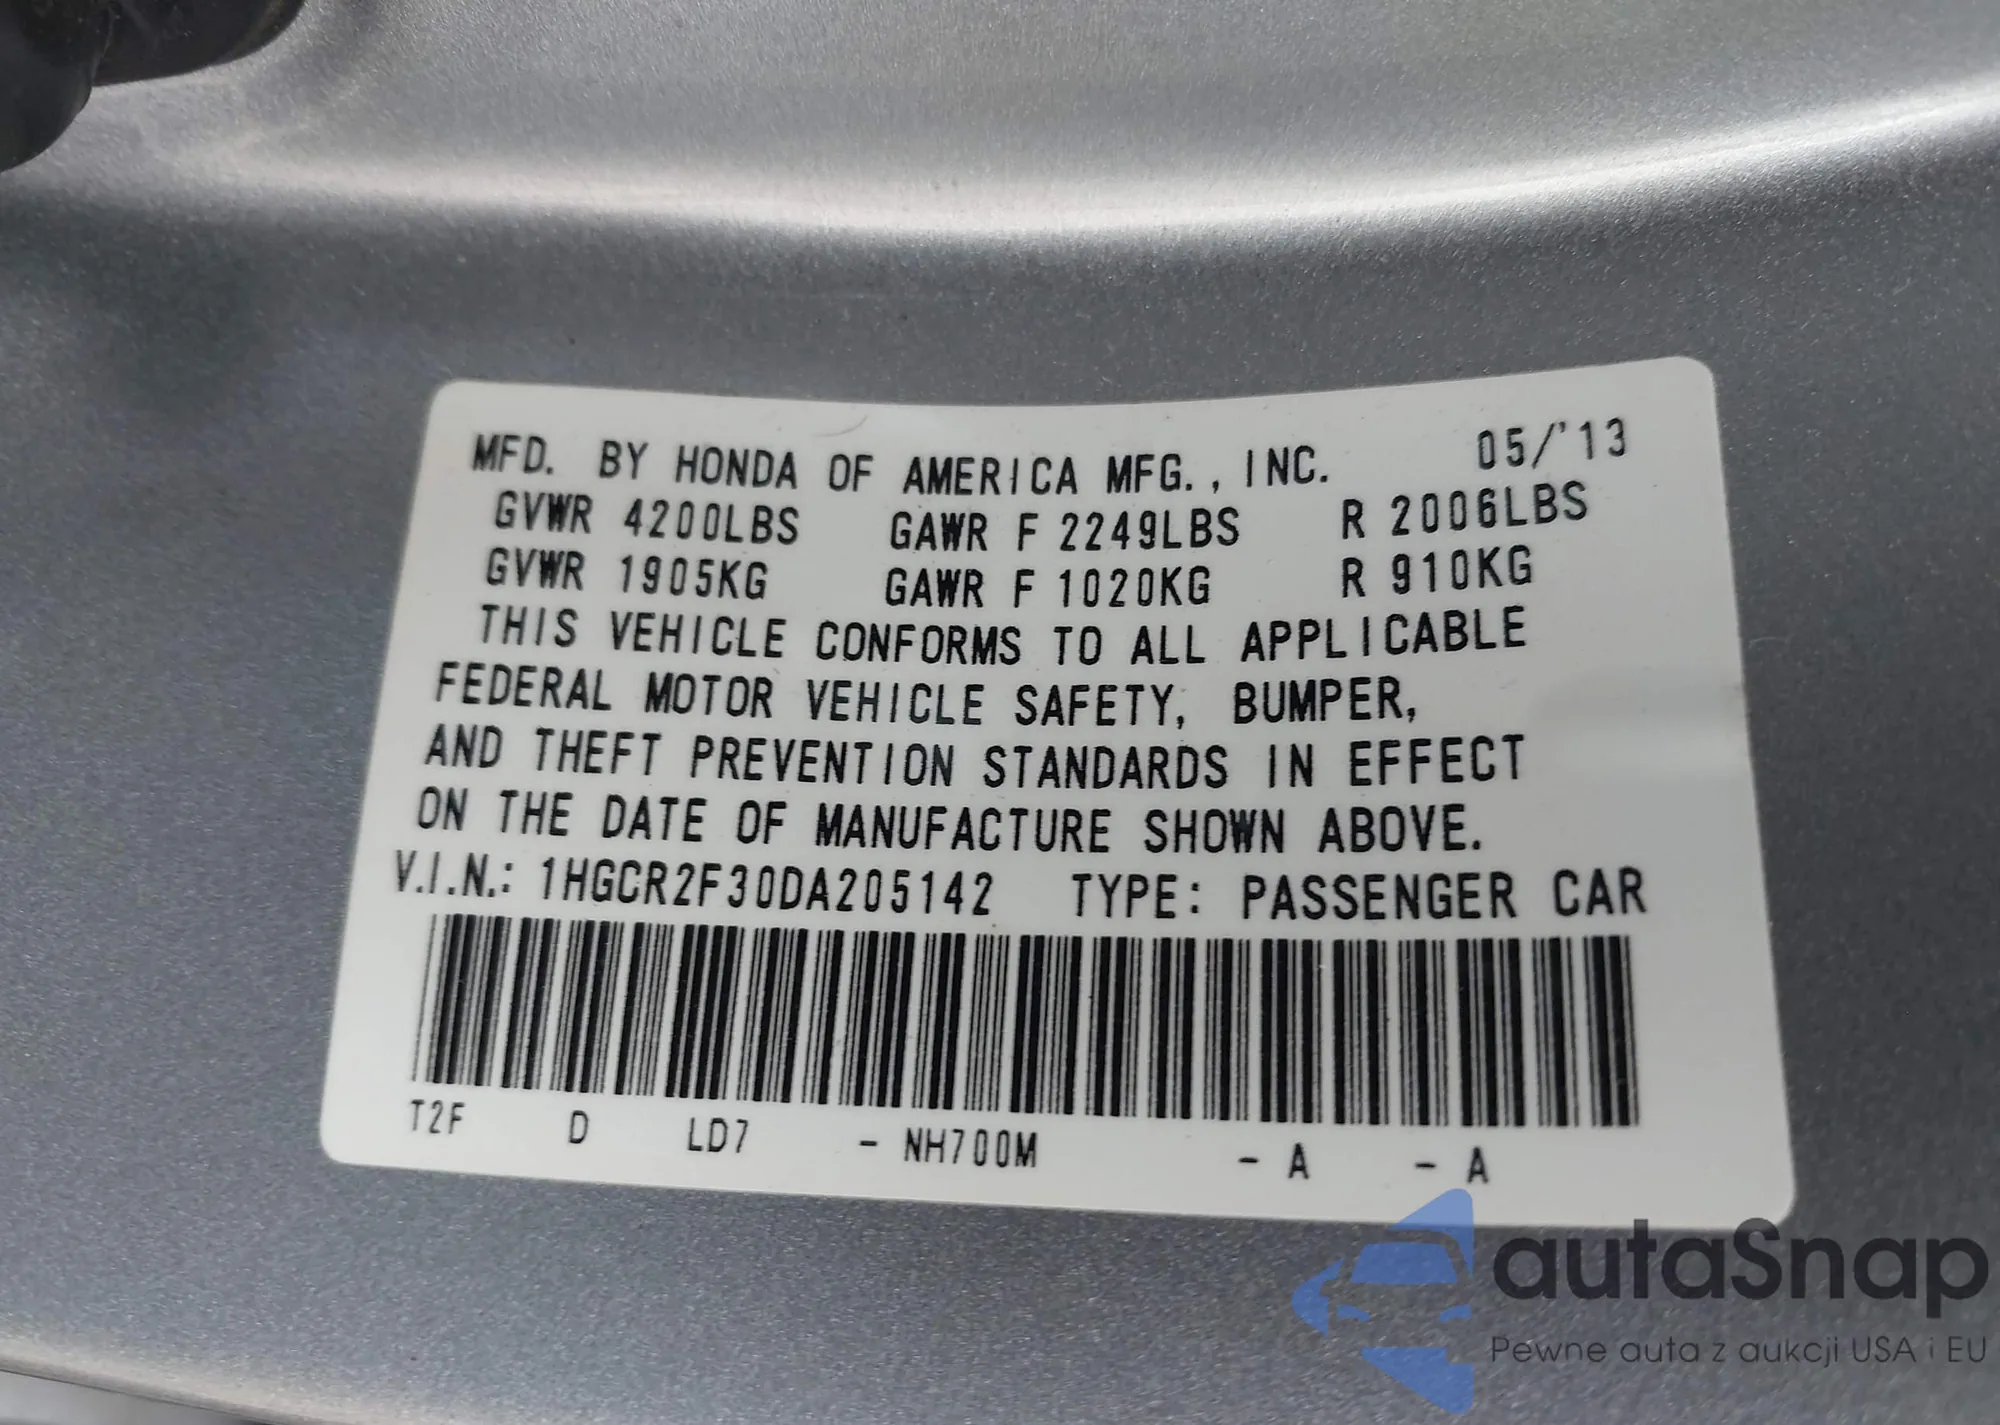 MFD. BY HONDA OF AMERICA MFG., INC. 05/'13
GVWR 4200LBS GAWR F 2249LBS R 2006LBS
GVWR 1905KG GAWR F 1020KG R 910KG
THIS VEHICLE CONFORMS TO ALL APPLICABLE
FEDERAL MOTOR VEHICLE SAFETY, BUMPER,
AND THEFT PREVENTION STANDARDS IN EFFECT
ON THE DATE OF MANUFACTURE SHOWN ABOVE.
V.I.N.: 1HGCR2F30DA205142 TYPE: PASSENGER CAR
T2F D LD7 - NH700M - A - A
autaSnap
Pewne auta z aukcji USA i EU